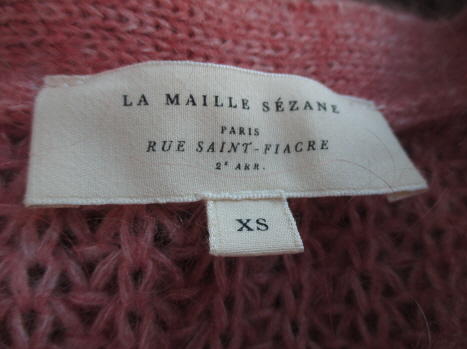 LA MAILLE SÉZANE
PARIS
RUE SAINT-FIACRE
2ᵉ ARR.
XS